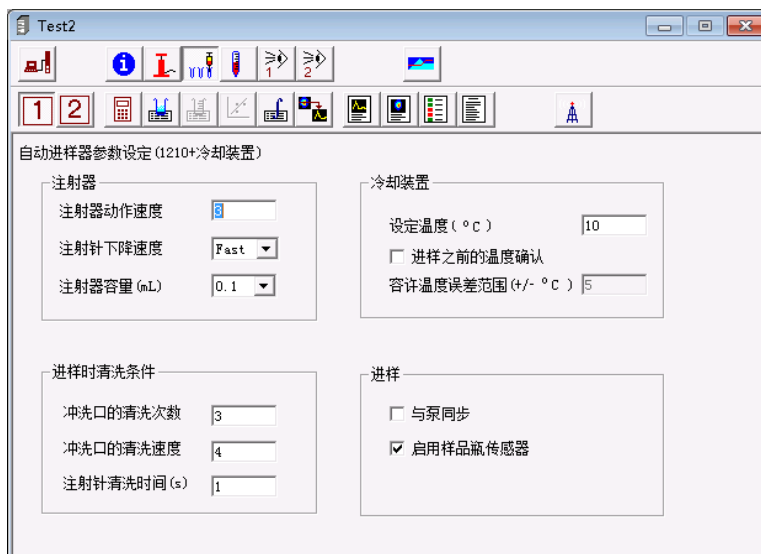 Test2
1
2
1
2
自动进样器参数设定(1210+冷却装置)
注射器
注射器动作速度 3
注射针下降速度 Fast
注射器容量(mL) 0.1
冷却装置
设定温度( °C ) 10
进样之前的温度确认
容许温度误差范围(+/- °C ) 5
进样时清洗条件
冲洗口的清洗次数 3
冲洗口的清洗速度 4
注射针清洗时间(s) 1
进样
与泵同步
启用样品瓶传感器